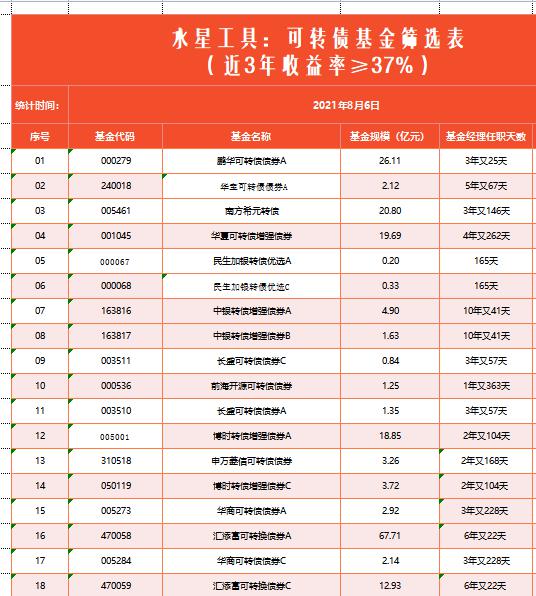 水星工具：可转债基金筛选表
（近3年收益率≥37%）
统计时间： 2021年8月6日
序号 基金代码 基金名称 基金规模（亿元） 基金经理任职天数
01 000279 鹏华可转债债券A 26.11 3年又25天
02 240018 华宝可转债债券A 2.12 5年又67天
03 005461 南方希元转债 20.80 3年又146天
04 001045 华夏可转债增强债券 19.69 4年又262天
05 000067 民生加银转债优选A 0.20 165天
06 000068 民生加银转债优选C 0.33 165天
07 163816 中银转债增强债券A 4.90 10年又41天
08 163817 中银转债增强债券B 1.63 10年又41天
09 003511 长盛可转债债券C 0.84 3年又57天
10 000536 前海开源可转债债券 1.25 1年又363天
11 003510 长盛可转债债券A 1.35 3年又57天
12 005001 博时转债增强债券A 18.85 2年又104天
13 310518 申万菱信可转债债券 3.26 2年又168天
14 050119 博时转债增强债券C 3.72 2年又104天
15 005273 华商可转债债券A 2.92 3年又228天
16 470058 汇添富可转换债券A 67.71 6年又22天
17 005284 华商可转债债券C 2.14 3年又228天
18 470059 汇添富可转换债券C 12.93 6年又22天